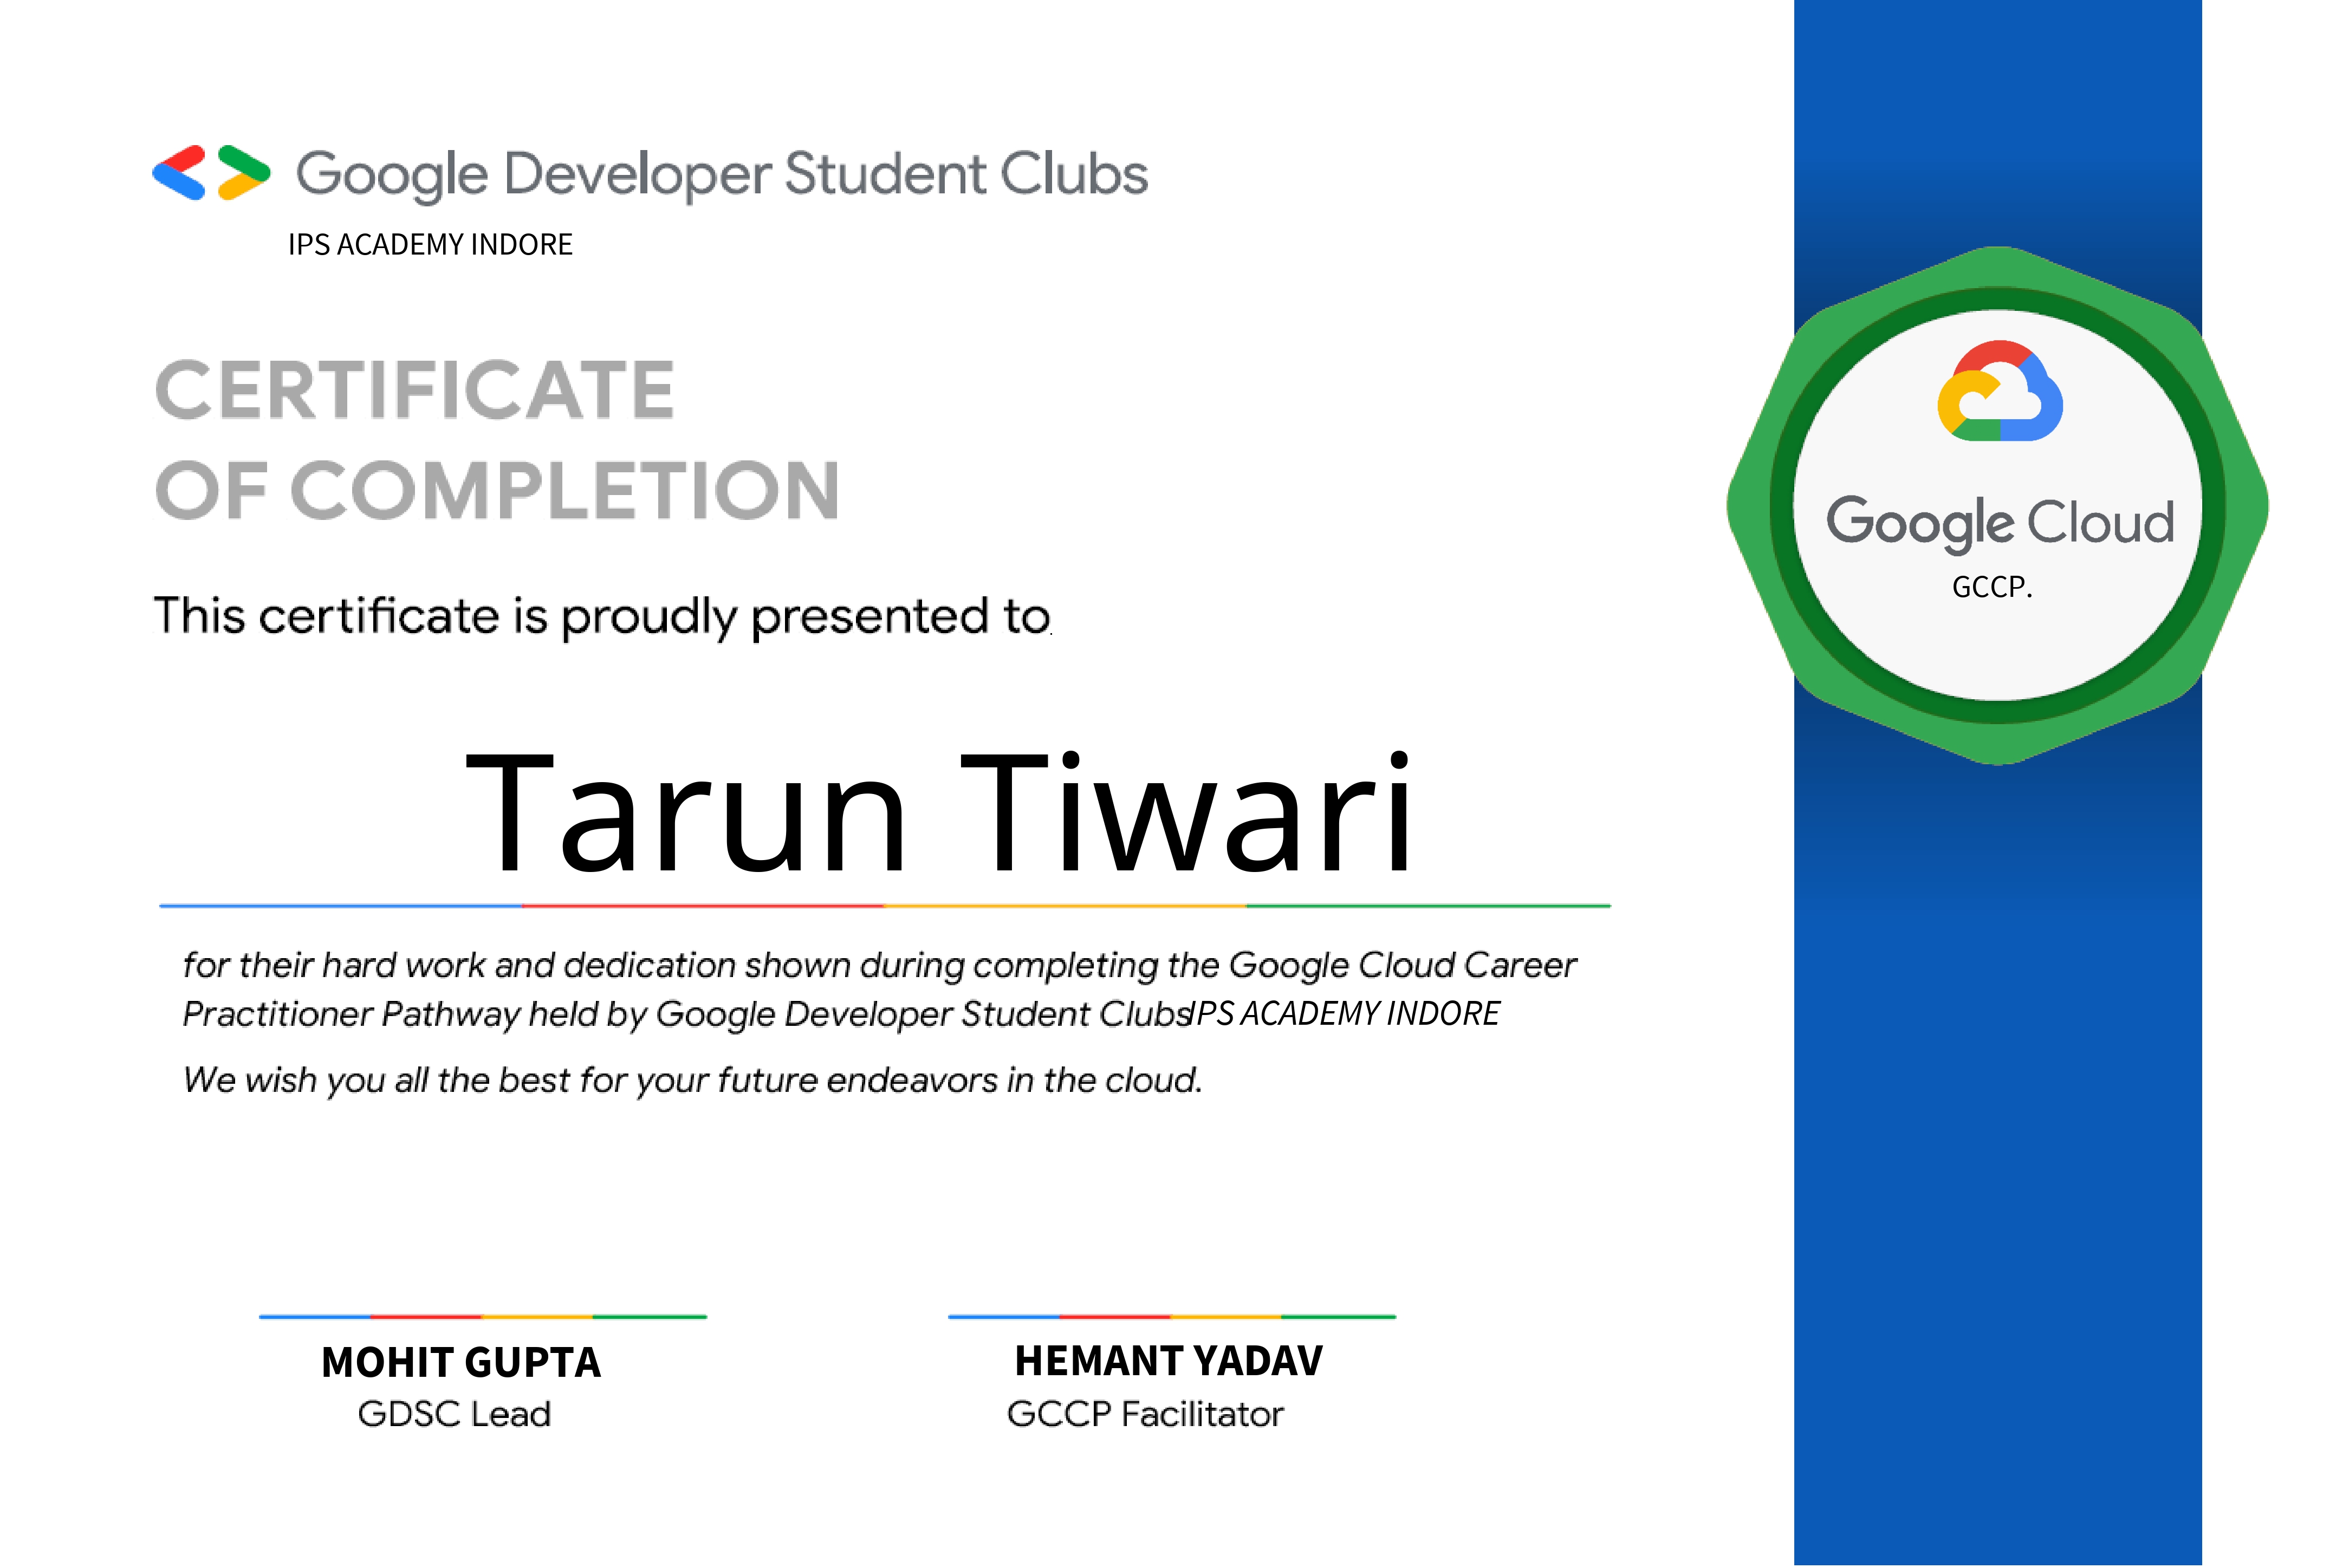 Google Developer Student Clubs
IPS ACADEMY INDORE
CERTIFICATE
OF COMPLETION
This certificate is proudly presented to.
Google Cloud
GCCP.
Tarun Tiwari
for their hard work and dedication shown during completing the Google Cloud Career
Practitioner Pathway held by Google Developer Student ClubsIPS ACADEMY INDORE
We wish you all the best for your future endeavors in the cloud.
MOHIT GUPTA
GDSC Lead
HEMANT YADAV
GCCP Facilitator